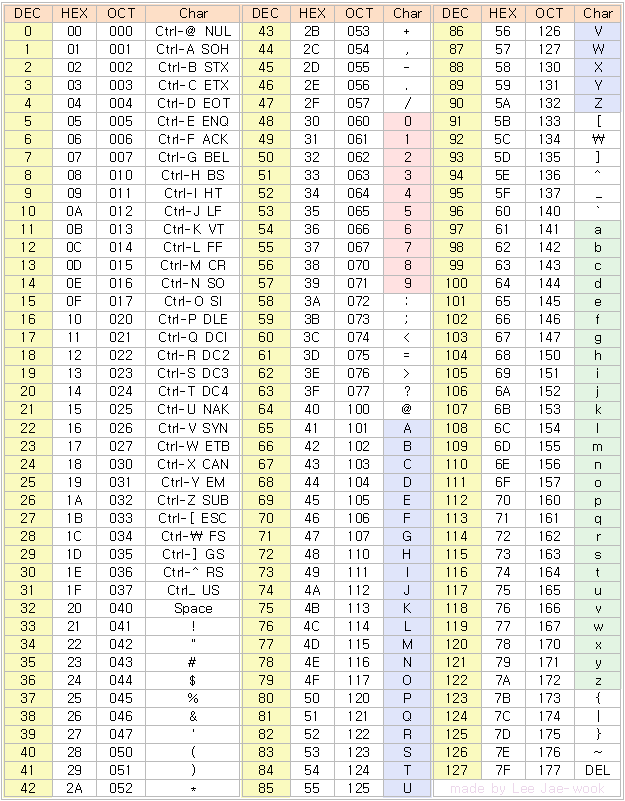 DEC HEX OCT Char DEC HEX OCT Char DEC HEX OCT Char
0 00 000 Ctrl-@ NUL 43 2B 053 + 86 56 126 V
1 01 001 Ctrl-A SOH 44 2C 054 , 87 57 127 W
2 02 002 Ctrl-B STX 45 2D 055 - 88 58 130 X
3 03 003 Ctrl-C ETX 46 2E 056 . 89 59 131 Y
4 04 004 Ctrl-D EOT 47 2F 057 / 90 5A 132 Z
5 05 005 Ctrl-E ENQ 48 30 060 0 91 5B 133 [
6 06 006 Ctrl-F ACK 49 31 061 1 92 5C 134 ₩
7 07 007 Ctrl-G BEL 50 32 062 2 93 5D 135 ]
8 08 010 Ctrl-H BS 51 33 063 3 94 5E 136 ^
9 09 011 Ctrl-I HT 52 34 064 4 95 5F 137 _
10 0A 012 Ctrl-J LF 53 35 065 5 96 60 140 `
11 0B 013 Ctrl-K VT 54 36 066 6 97 61 141 a
12 0C 014 Ctrl-L FF 55 37 067 7 98 62 142 b
13 0D 015 Ctrl-M CR 56 38 070 8 99 63 143 c
14 0E 016 Ctrl-N SO 57 39 071 9 100 64 144 d
15 0F 017 Ctrl-O SI 58 3A 072 : 101 65 145 e
16 10 020 Ctrl-P DLE 59 3B 073 ; 102 66 146 f
17 11 021 Ctrl-Q DCI 60 3C 074 < 103 67 147 g
18 12 022 Ctrl-R DC2 61 3D 075 = 104 68 150 h
19 13 023 Ctrl-S DC3 62 3E 076 > 105 69 151 i
20 14 024 Ctrl-T DC4 63 3F 077 ? 106 6A 152 j
21 15 025 Ctrl-U NAK 64 40 100 @ 107 6B 153 k
22 16 026 Ctrl-V SYN 65 41 101 A 108 6C 154 l
23 17 027 Ctrl-W ETB 66 42 102 B 109 6D 155 m
24 18 030 Ctrl-X CAN 67 43 103 C 110 6E 156 n
25 19 031 Ctrl-Y EM 68 44 104 D 111 6F 157 o
26 1A 032 Ctrl-Z SUB 69 45 105 E 112 70 160 p
27 1B 033 Ctrl-[ ESC 70 46 106 F 113 71 161 q
28 1C 034 Ctrl-₩ FS 71 47 107 G 114 72 162 r
29 1D 035 Ctrl-] GS 72 48 110 H 115 73 163 s
30 1E 036 Ctrl-^ RS 73 49 111 I 116 74 164 t
31 1F 037 Ctrl_ US 74 4A 112 J 117 75 165 u
32 20 040 Space 75 4B 113 K 118 76 166 v
33 21 041 ! 76 4C 114 L 119 77 167 w
34 22 042 " 77 4D 115 M 120 78 170 x
35 23 043 # 78 4E 116 N 121 79 171 y
36 24 044 $ 79 4F 117 O 122 7A 172 z
37 25 045 % 80 50 120 P 123 7B 173 {
38 26 046 & 81 51 121 Q 124 7C 174 |
39 27 047 ' 82 52 122 R 125 7D 175 }
40 28 050 ( 83 53 123 S 126 7E 176 ~
41 29 051 ) 84 54 124 T 127 7F 177 DEL
42 2A 052 * 85 55 125 U made by Lee Jae-wook